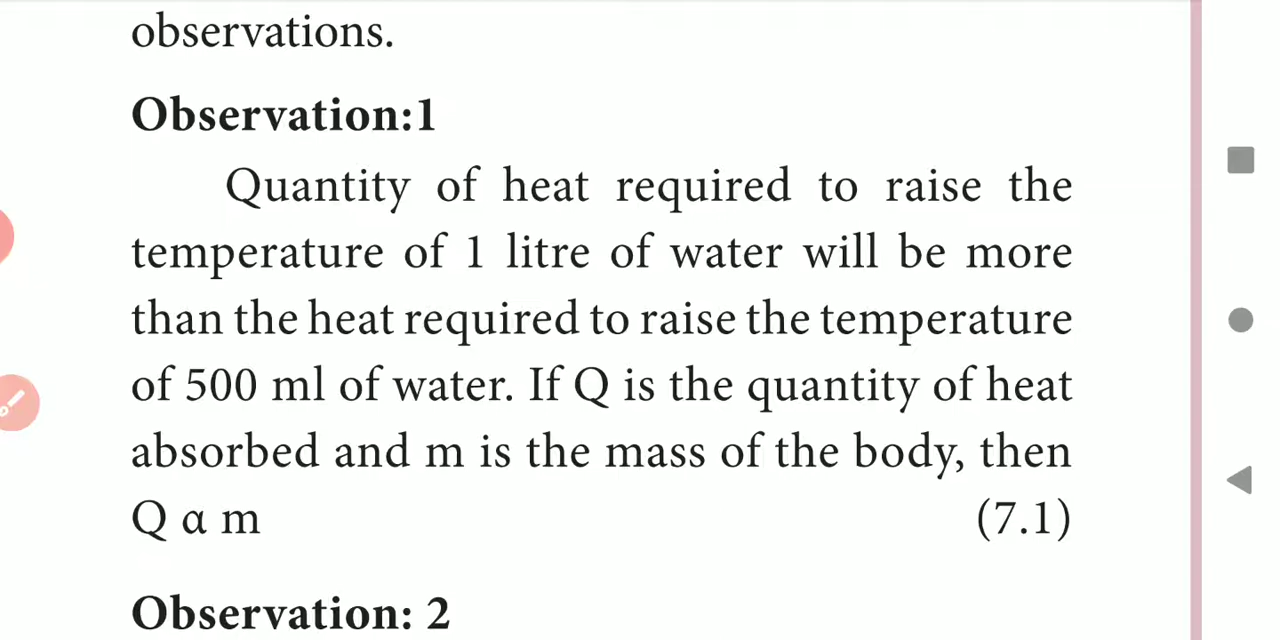 observations.
Observation:1
Quantity of heat required to raise the
temperature of 1 litre of water will be more
than the heat required to raise the temperature
of 500 ml of water. If Q is the quantity of heat
absorbed and m is the mass of the body, then
Q α m (7.1)
Observation: 2